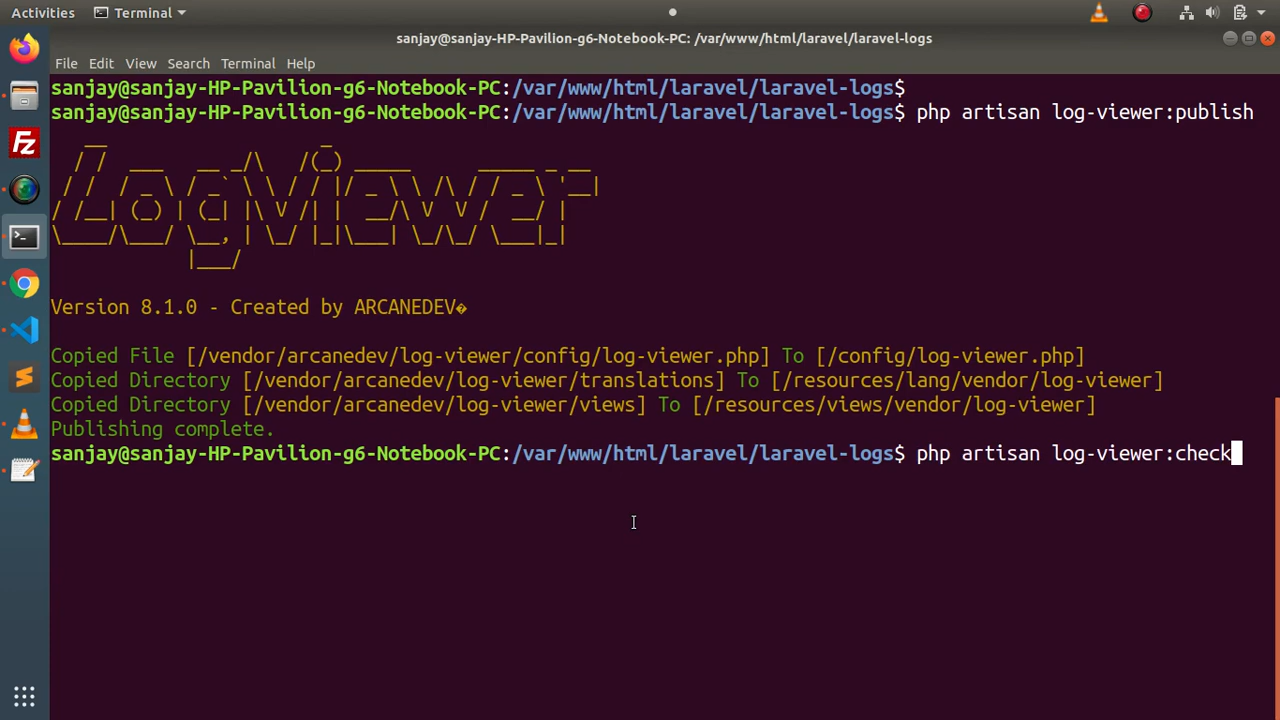 Activities Terminal
sanjay@sanjay-HP-Pavilion-g6-Notebook-PC: /var/www/html/laravel/laravel-logs
File Edit View Search Terminal Help
sanjay@sanjay-HP-Pavilion-g6-Notebook-PC:/var/www/html/laravel/laravel-logs$
sanjay@sanjay-HP-Pavilion-g6-Notebook-PC:/var/www/html/laravel/laravel-logs$ php artisan log-viewer:publish
LogViewer
Version 8.1.0 - Created by ARCANEDEV�
Copied File [/vendor/arcanedev/log-viewer/config/log-viewer.php] To [/config/log-viewer.php]
Copied Directory [/vendor/arcanedev/log-viewer/translations] To [/resources/lang/vendor/log-viewer]
Copied Directory [/vendor/arcanedev/log-viewer/views] To [/resources/views/vendor/log-viewer]
Publishing complete.
sanjay@sanjay-HP-Pavilion-g6-Notebook-PC:/var/www/html/laravel/laravel-logs$ php artisan log-viewer:check